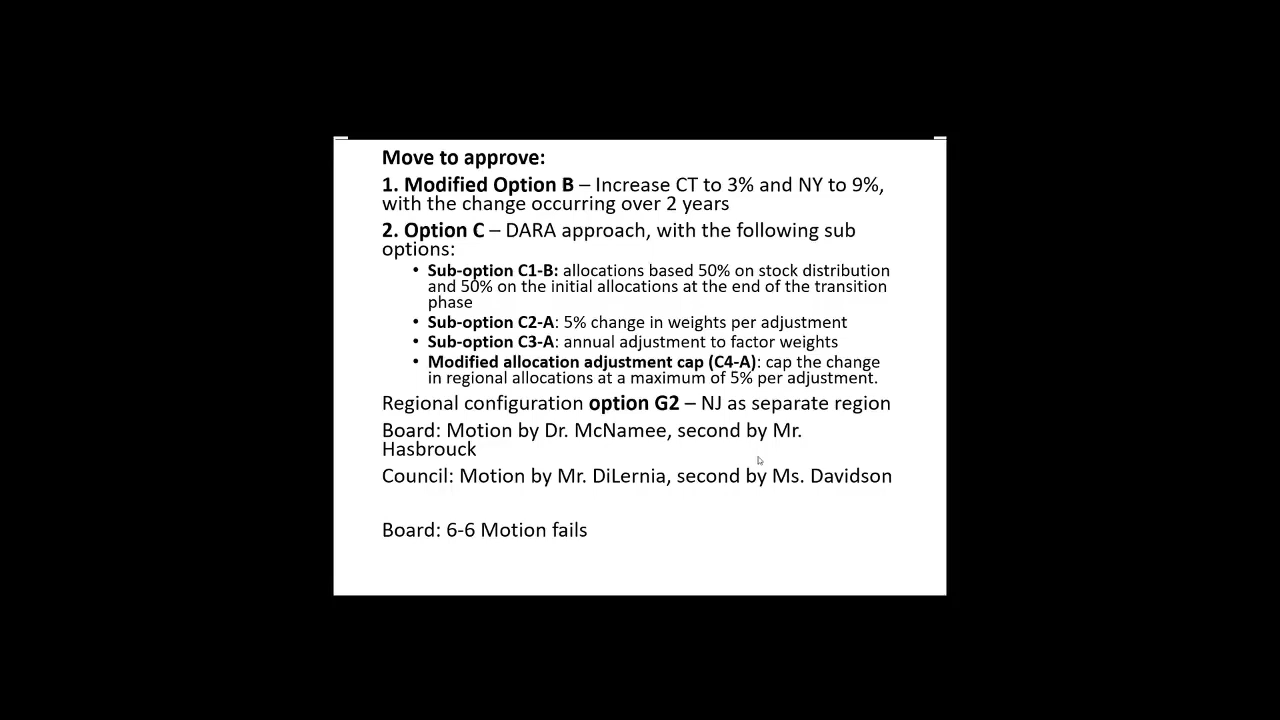 Move to approve:
1. Modified Option B – Increase CT to 3% and NY to 9%,
with the change occurring over 2 years
2. Option C – DARA approach, with the following sub
options:
• Sub-option C1-B: allocations based 50% on stock distribution
and 50% on the initial allocations at the end of the transition
phase
• Sub-option C2-A: 5% change in weights per adjustment
• Sub-option C3-A: annual adjustment to factor weights
• Modified allocation adjustment cap (C4-A): cap the change
in regional allocations at a maximum of 5% per adjustment.
Regional configuration option G2 – NJ as separate region
Board: Motion by Dr. McNamee, second by Mr.
Hasbrouck
Council: Motion by Mr. DiLernia, second by Ms. Davidson
Board: 6-6 Motion fails